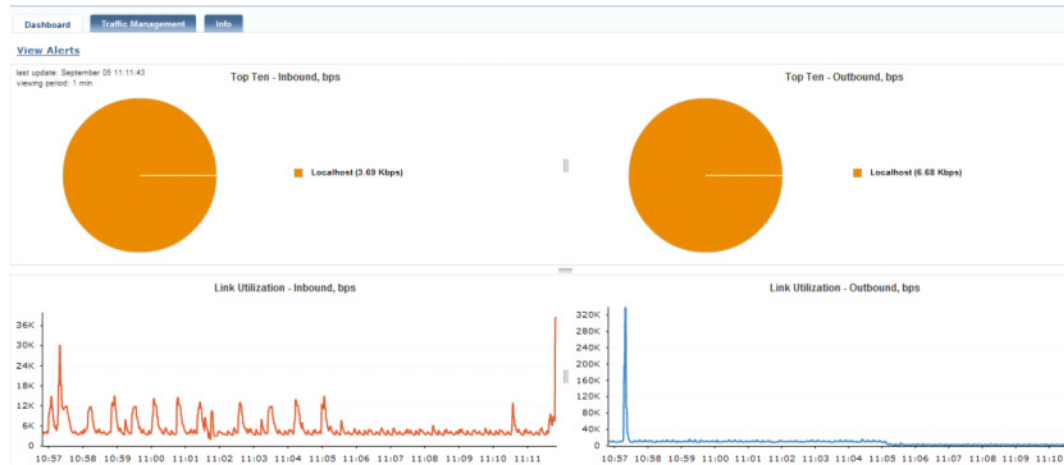 Dashboard Traffic Management Info
View Alerts
last update: September 05 11:11:43
viewing period: 1 min
Top Ten - Inbound, bps
Localhost (3.69 Kbps)
Top Ten - Outbound, bps
Localhost (6.68 Kbps)
Link Utilization - Inbound, bps
36K
30K
24K
18K
12K
6K
0
10:57 10:58 10:59 11:00 11:01 11:02 11:03 11:04 11:05 11:06 11:07 11:08 11:09 11:10 11:11
Link Utilization - Outbound, bps
320K
280K
240K
200K
160K
120K
80K
40K
0
10:57 10:58 10:59 11:00 11:01 11:02 11:03 11:04 11:05 11:06 11:07 11:08 11:09